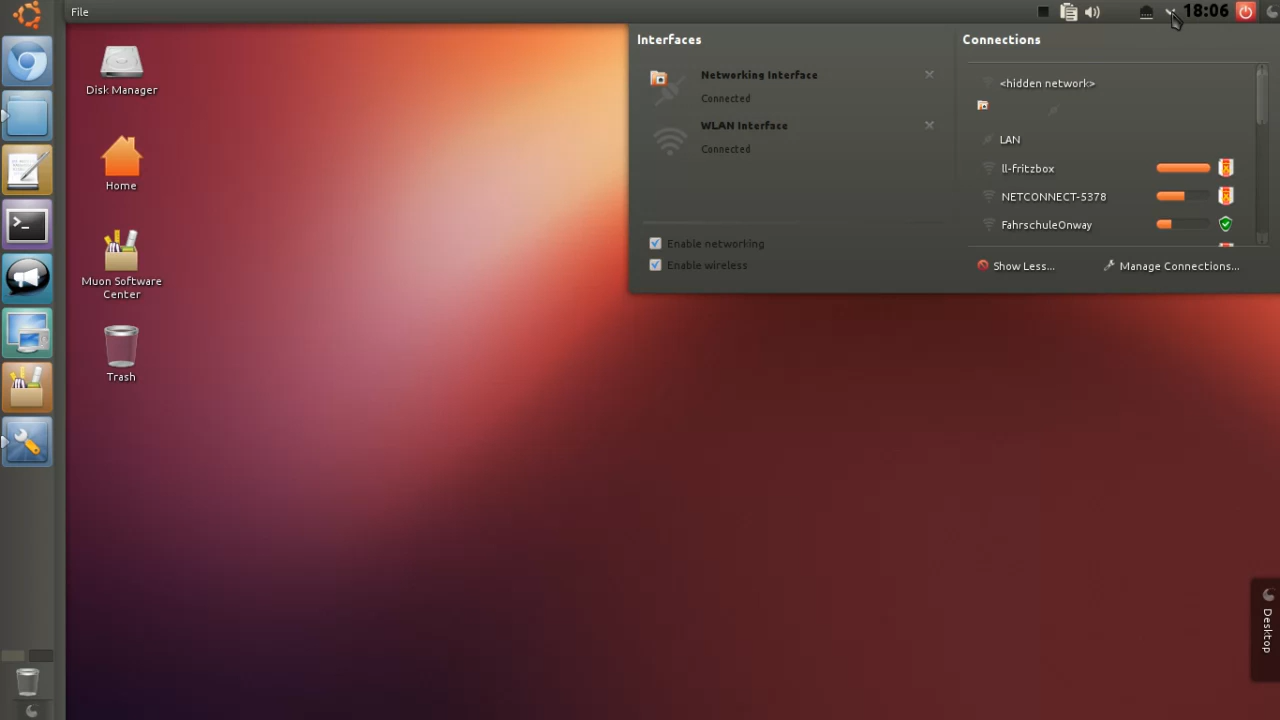 File
18:06
Interfaces
Networking Interface
Connected
WLAN Interface
Connected
Enable networking
Enable wireless
Connections
<hidden network>
LAN
ll-fritzbox
NETCONNECT-5378
FahrschuleOnway
Show Less...
Manage Connections...
Disk Manager
Home
Muon Software
Center
Trash
Desktop